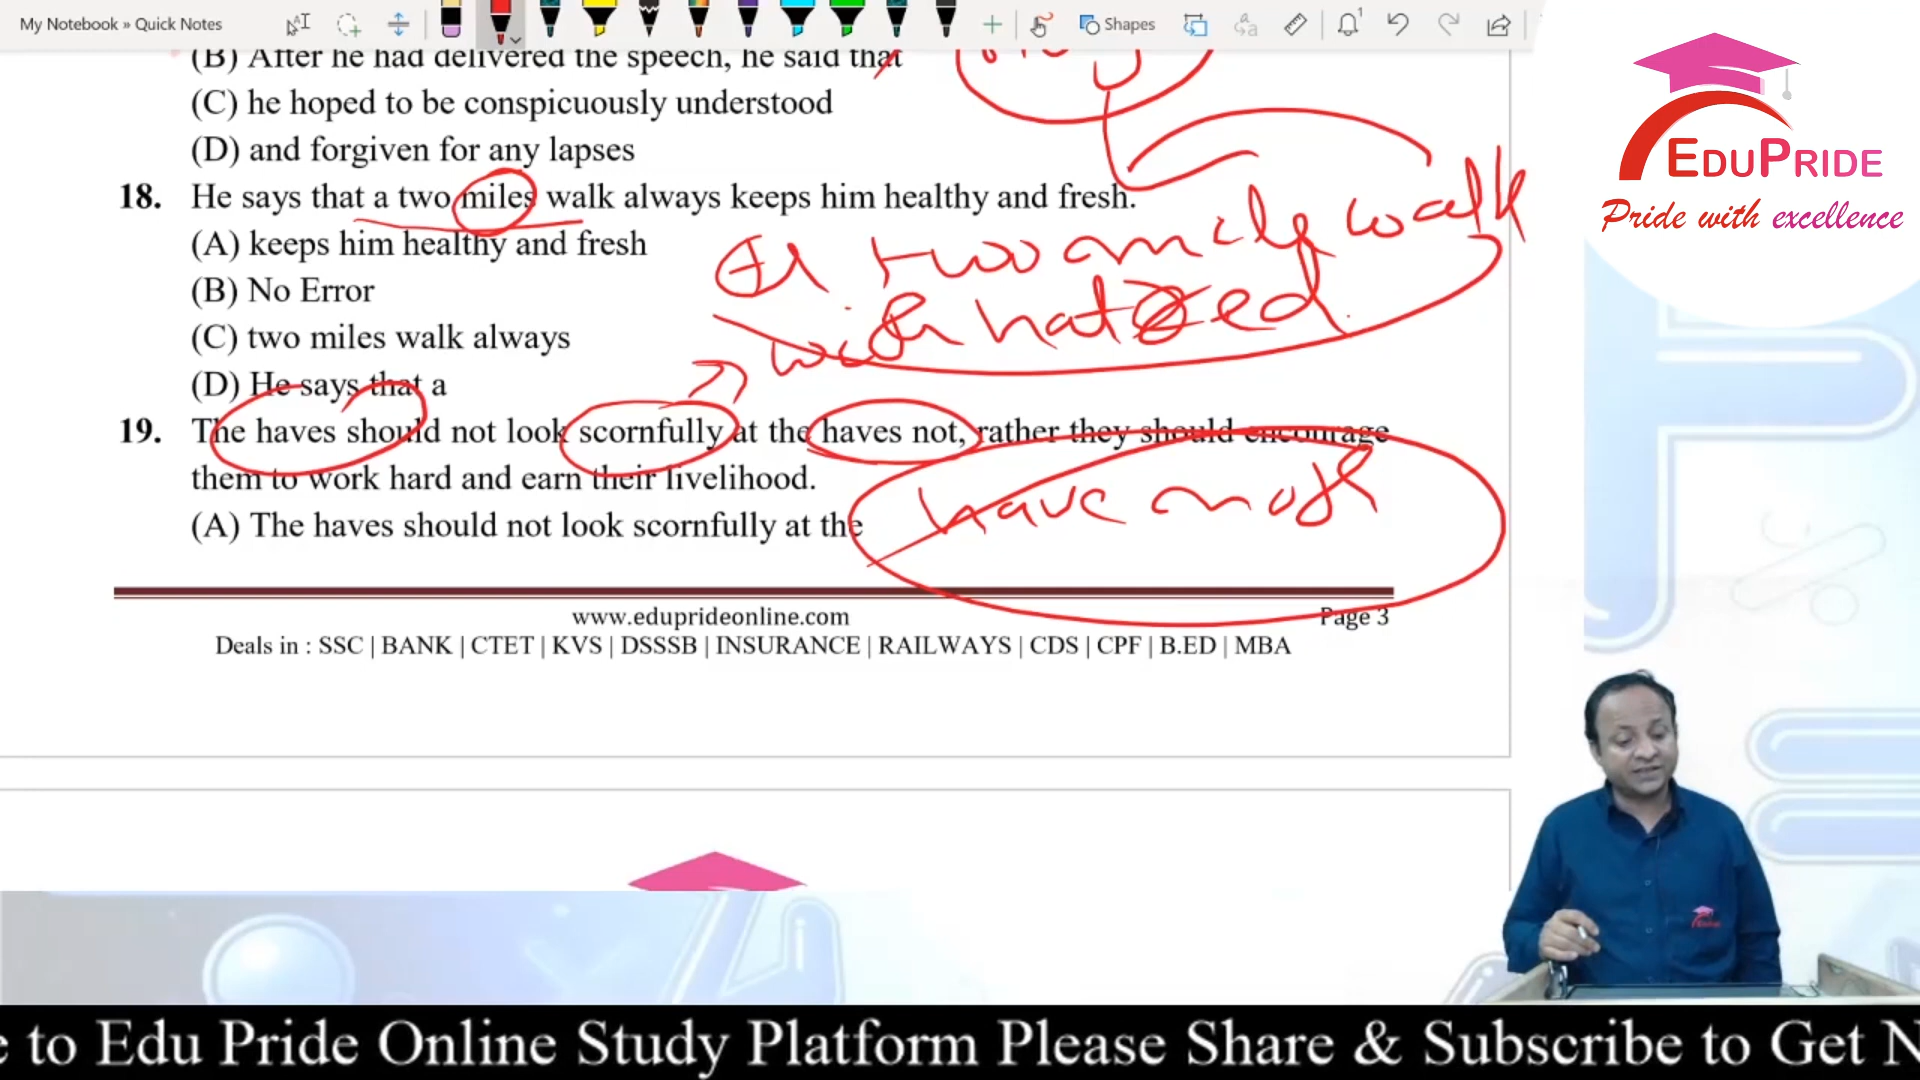 My Notebook » Quick Notes
Shapes
(B) After he had delivered the speech, he said that
(C) he hoped to be conspicuously understood
(D) and forgiven for any lapses
18. He says that a two miles walk always keeps him healthy and fresh.
(A) keeps him healthy and fresh
two mile walk
(B) No Error
with hatred
(C) two miles walk always
(D) He says that a
19. The haves should not look scornfully at the haves not, rather they should encourage
them to work hard and earn their livelihood.
have nots
(A) The haves should not look scornfully at the
www.eduprideonline.com
Page 3
Deals in : SSC | BANK | CTET | KVS | DSSSB | INSURANCE | RAILWAYS | CDS | CPF | B.ED | MBA
EDUPRIDE
Pride with excellence
e to Edu Pride Online Study Platform Please Share & Subscribe to Get N